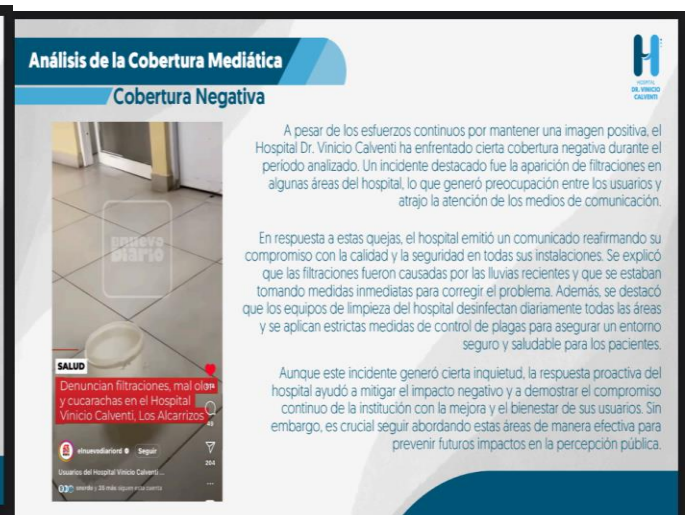 Análisis de la Cobertura Mediática
Cobertura Negativa
HOSPITAL
DR. VINICIO
CALVENTI
A pesar de los esfuerzos continuos por mantener una imagen positiva, el
Hospital Dr. Vinicio Calventi ha enfrentado cierta cobertura negativa durante el
período analizado. Un incidente destacado fue la aparición de filtraciones en
algunas áreas del hospital, lo que generó preocupación entre los usuarios y
atrajo la atención de los medios de comunicación.
En respuesta a estas quejas, el hospital emitió un comunicado reafirmando su
compromiso con la calidad y la seguridad en todas sus instalaciones. Se explicó
que las filtraciones fueron causadas por las lluvias recientes y que se estaban
tomando medidas inmediatas para corregir el problema. Además, se destacó
que los equipos de limpieza del hospital desinfectan diariamente todas las áreas
y se aplican estrictas medidas de control de plagas para asegurar un entorno
seguro y saludable para los pacientes.
Aunque este incidente generó cierta inquietud, la respuesta proactiva del
hospital ayudó a mitigar el impacto negativo y a demostrar el compromiso
continuo de la institución con la mejora y el bienestar de sus usuarios. Sin
embargo, es crucial seguir abordando estas áreas de manera efectiva para
prevenir futuros impactos en la percepción pública.
SALUD
Denuncian filtraciones, mal olor
y cucarachas en el Hospital
Vinicio Calventi, Los Alcarrizos
elnuevodiariord Seguir
204
Usuarios del Hospital Vinicio Calventi ...
y 35 más siguen esta cuenta